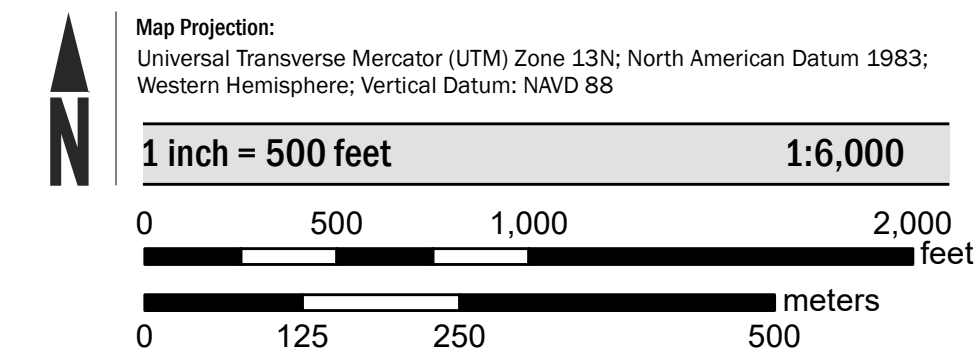 N
Map Projection:
Universal Transverse Mercator (UTM) Zone 13N; North American Datum 1983;
Western Hemisphere; Vertical Datum: NAVD 88
1 inch = 500 feet 1:6,000
0 500 1,000 2,000
feet
meters
0 125 250 500